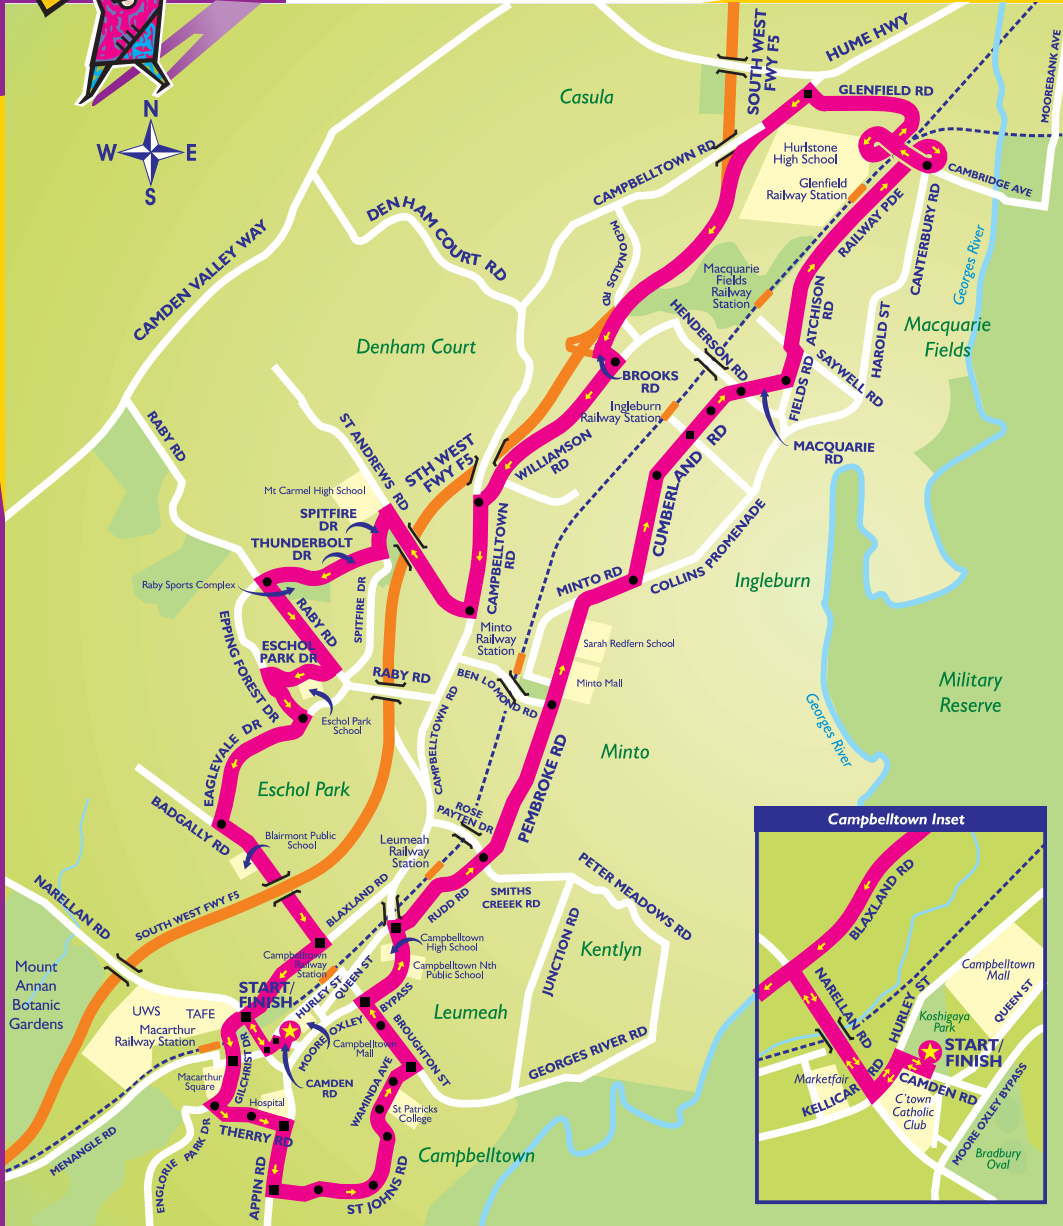 N
W
E
S
SOUTH WEST
FWY F5
HUME HWY
MOOREBANK AVE
Casula
GLENFIELD RD
Hurlstone
High School
Glenfield
Railway Station
CAMPBELLTOWN RD
CAMBRIDGE AVE
RAILWAY PDE
CANTERBURY RD
Georges River
DENHAM COURT RD
McDONALDS RD
CAMDEN VALLEY WAY
Macquarie
Fields
Railway
Station
ATCHISON
RD
HAROLD ST
Macquarie
Fields
HENDERSON RD
SAYWELL RD
FIELDS RD
Denham Court
BROOKS
RD
Ingleburn
Railway Station
MACQUARIE
RD
RABY RD
ST ANDREWS RD
STH WEST
FWY F5
WILLIAMSON
RD
CUMBERLAND RD
Mt Carmel High School
SPITFIRE
DR
THUNDERBOLT
DR
CAMPBELLTOWN
RD
COLLINS PROMENADE
MINTO RD
Ingleburn
Raby Sports Complex
RABY RD
SPITFIRE DR
EPPING FOREST DR
ESCHOL
PARK DR
Minto
Railway
Station
Sarah Redfern School
RABY RD
BEN LOMOND RD
Minto Mall
Military
Reserve
Eschol Park
School
CAMPBELLTOWN RD
Georges River
EAGLEVALE DR
Minto
Eschol Park
PEMBROKE RD
BADGALLY RD
ROSE
PAYTEN DR
Blairmont Public
School
Leumeah
Railway
Station
NARELLAN RD
SOUTH WEST FWY F5
BLAXLAND RD
RUDD RD
SMITHS
CREEEK RD
PETER MEADOWS RD
JUNCTION RD
Kentlyn
Campbelltown
High School
Campbelltown Nth
Public School
Campbelltown
Railway
Station
Mount
Annan
Botanic
Gardens
START/
FINISH
HURLEY ST
QUEEN ST
MOORE OXLEY BYPASS
Leumeah
UWS
TAFE
Macarthur
Railway Station
Campbelltown
Mall
BROUGHTON ST
GEORGES RIVER RD
GILCHRIST DR
Macarthur
Square
CAMDEN
RD
WAMINDA AVE
Hospital
St Patricks
College
THERRY RD
MENANGLE RD
ENGLORIE PARK DR
APPIN RD
ST JOHNS RD
Campbelltown
Campbelltown Inset
BLAXLAND RD
NARELLAN RD
HURLEY ST
Campbelltown
Mall
QUEEN ST
Koshigaya
Park
START/
FINISH
Marketfair
KELLICAR RD
CAMDEN RD
C'town
Catholic
Club
MOORE OXLEY BYPASS
Bradbury
Oval